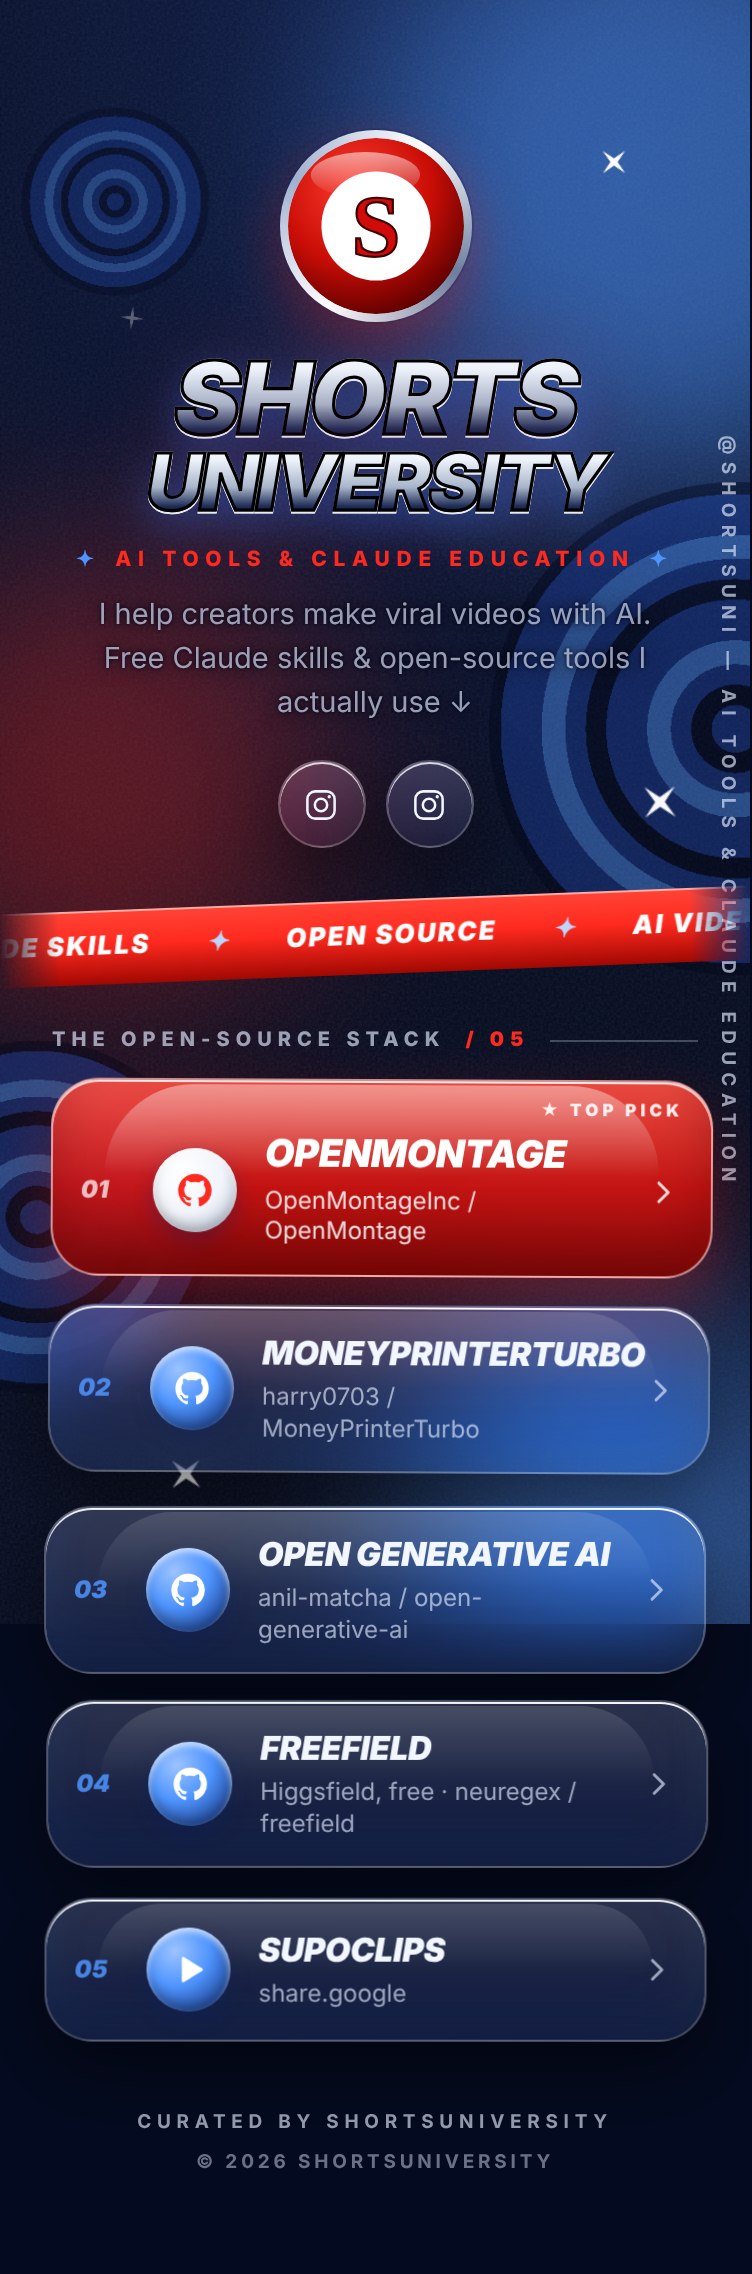 S
SHORTS
UNIVERSITY
✦ AI TOOLS & CLAUDE EDUCATION ✦
I help creators make viral videos with AI.
Free Claude skills & open-source tools I
actually use ↓
@SHORTSUNI — AI TOOLS & CLAUDE EDUCATION
DE SKILLS ✦ OPEN SOURCE ✦ AI VIDE
THE OPEN-SOURCE STACK / 05
★ TOP PICK
01
OPENMONTAGE
OpenMontageInc /
OpenMontage
02
MONEYPRINTERTURBO
harry0703 /
MoneyPrinterTurbo
03
OPEN GENERATIVE AI
anil-matcha / open-
generative-ai
04
FREEFIELD
Higgsfield, free · neuregex /
freefield
05
SUPOCLIPS
share.google
CURATED BY SHORTSUNIVERSITY
© 2026 SHORTSUNIVERSITY